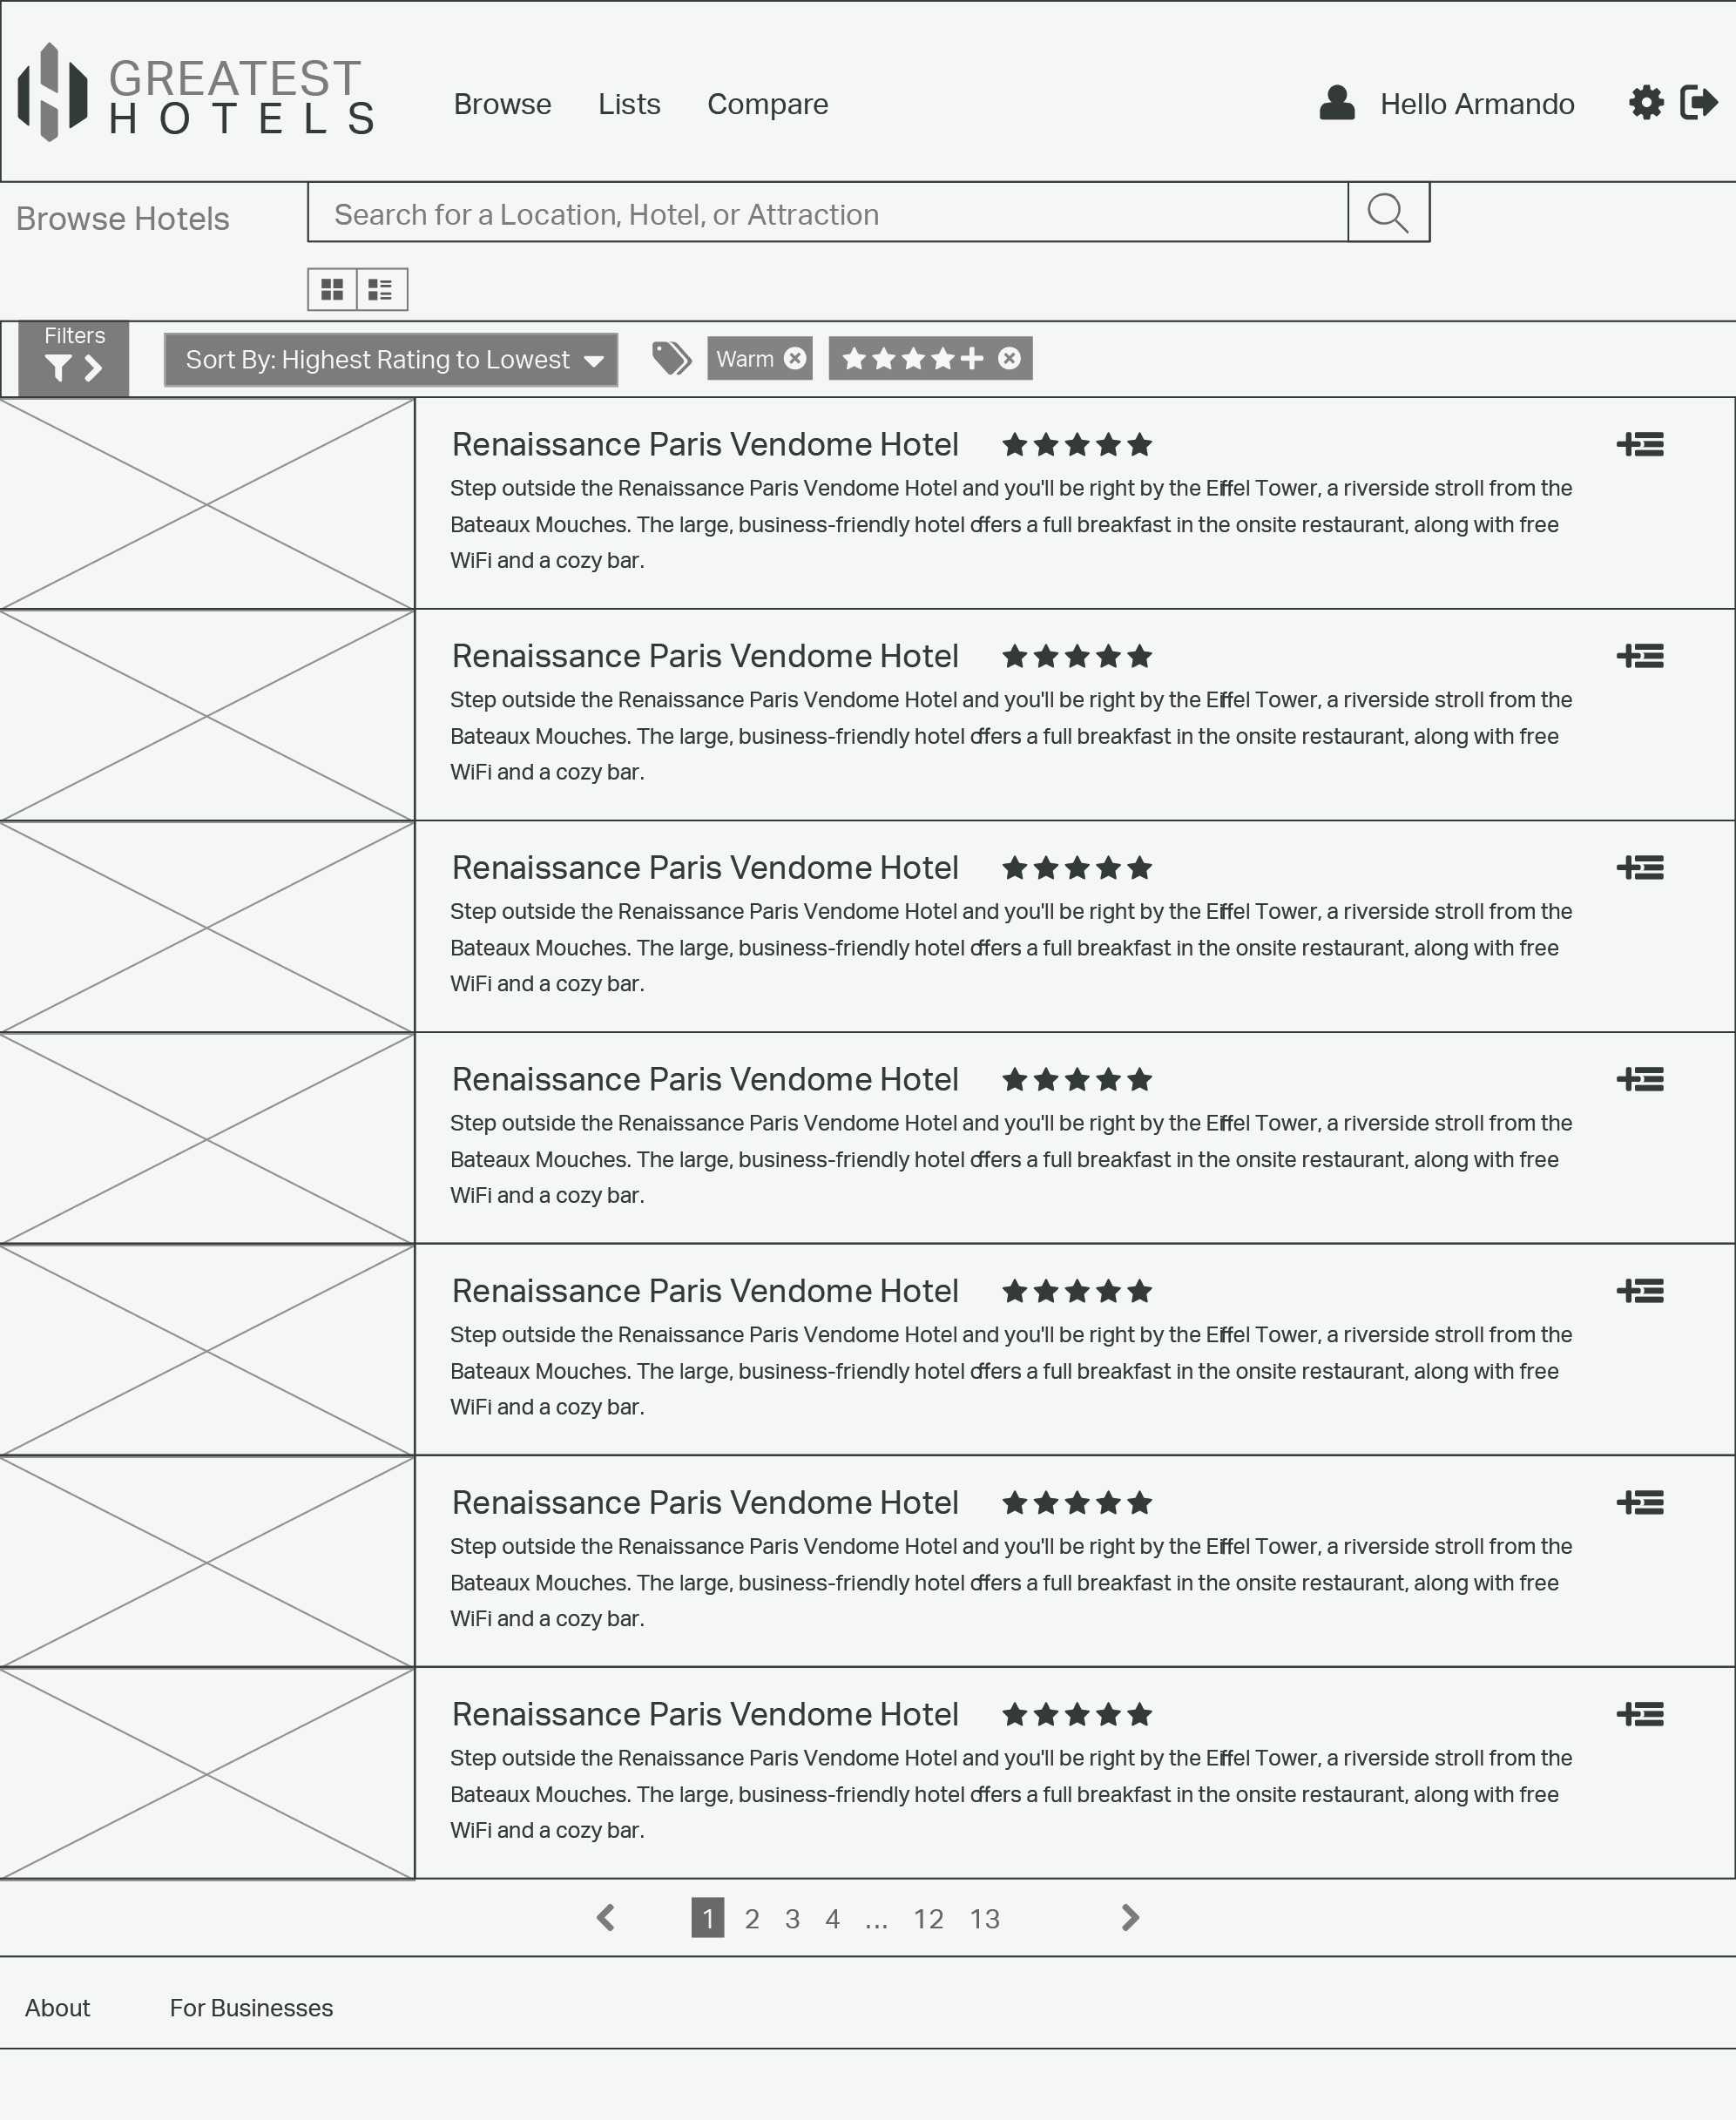 GREATEST
HOTELS
Browse Lists Compare
Hello Armando
Browse Hotels
Search for a Location, Hotel, or Attraction
Filters
Sort By: Highest Rating to Lowest
Warm
Renaissance Paris Vendome Hotel
Step outside the Renaissance Paris Vendome Hotel and you'll be right by the Eiffel Tower, a riverside stroll from the
Bateaux Mouches. The large, business-friendly hotel offers a full breakfast in the onsite restaurant, along with free
WiFi and a cozy bar.
Renaissance Paris Vendome Hotel
Step outside the Renaissance Paris Vendome Hotel and you'll be right by the Eiffel Tower, a riverside stroll from the
Bateaux Mouches. The large, business-friendly hotel offers a full breakfast in the onsite restaurant, along with free
WiFi and a cozy bar.
Renaissance Paris Vendome Hotel
Step outside the Renaissance Paris Vendome Hotel and you'll be right by the Eiffel Tower, a riverside stroll from the
Bateaux Mouches. The large, business-friendly hotel offers a full breakfast in the onsite restaurant, along with free
WiFi and a cozy bar.
Renaissance Paris Vendome Hotel
Step outside the Renaissance Paris Vendome Hotel and you'll be right by the Eiffel Tower, a riverside stroll from the
Bateaux Mouches. The large, business-friendly hotel offers a full breakfast in the onsite restaurant, along with free
WiFi and a cozy bar.
Renaissance Paris Vendome Hotel
Step outside the Renaissance Paris Vendome Hotel and you'll be right by the Eiffel Tower, a riverside stroll from the
Bateaux Mouches. The large, business-friendly hotel offers a full breakfast in the onsite restaurant, along with free
WiFi and a cozy bar.
Renaissance Paris Vendome Hotel
Step outside the Renaissance Paris Vendome Hotel and you'll be right by the Eiffel Tower, a riverside stroll from the
Bateaux Mouches. The large, business-friendly hotel offers a full breakfast in the onsite restaurant, along with free
WiFi and a cozy bar.
Renaissance Paris Vendome Hotel
Step outside the Renaissance Paris Vendome Hotel and you'll be right by the Eiffel Tower, a riverside stroll from the
Bateaux Mouches. The large, business-friendly hotel offers a full breakfast in the onsite restaurant, along with free
WiFi and a cozy bar.
1 2 3 4 ... 12 13
About For Businesses